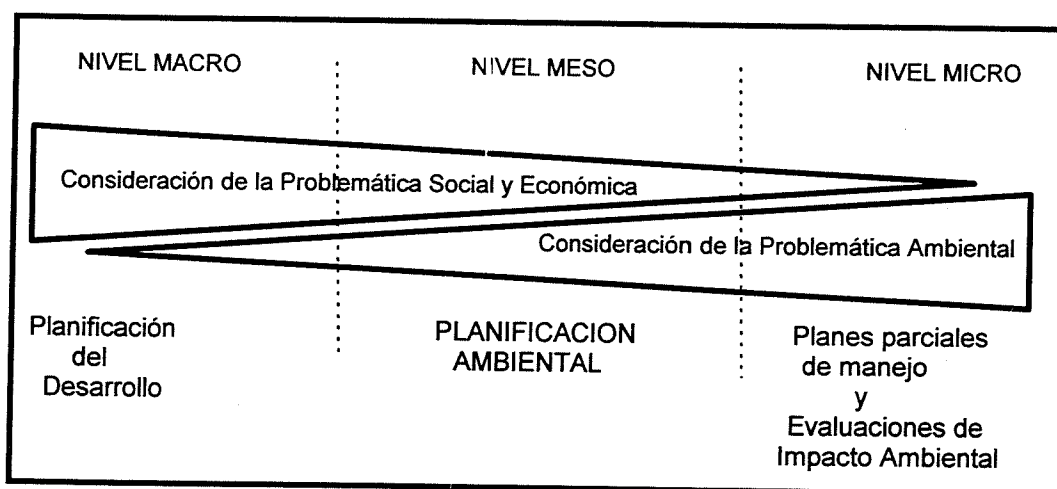 NIVEL MACRO
NIVEL MESO
NIVEL MICRO
Consideración de la Problemática Social y Económica
Consideración de la Problemática Ambiental
Planificación
del
Desarrollo
PLANIFICACION
AMBIENTAL
Planes parciales
de manejo
y
Evaluaciones de
Impacto Ambiental